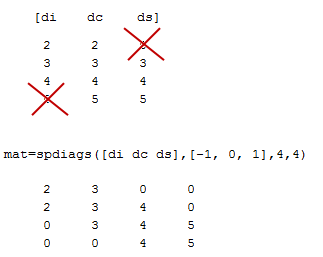 [di dc ds]
2 2
3 3 3
4 4 4
5 5
mat=spdiags([di dc ds],[-1, 0, 1],4,4)
2 3 0 0
2 3 4 0
0 3 4 5
0 0 4 5